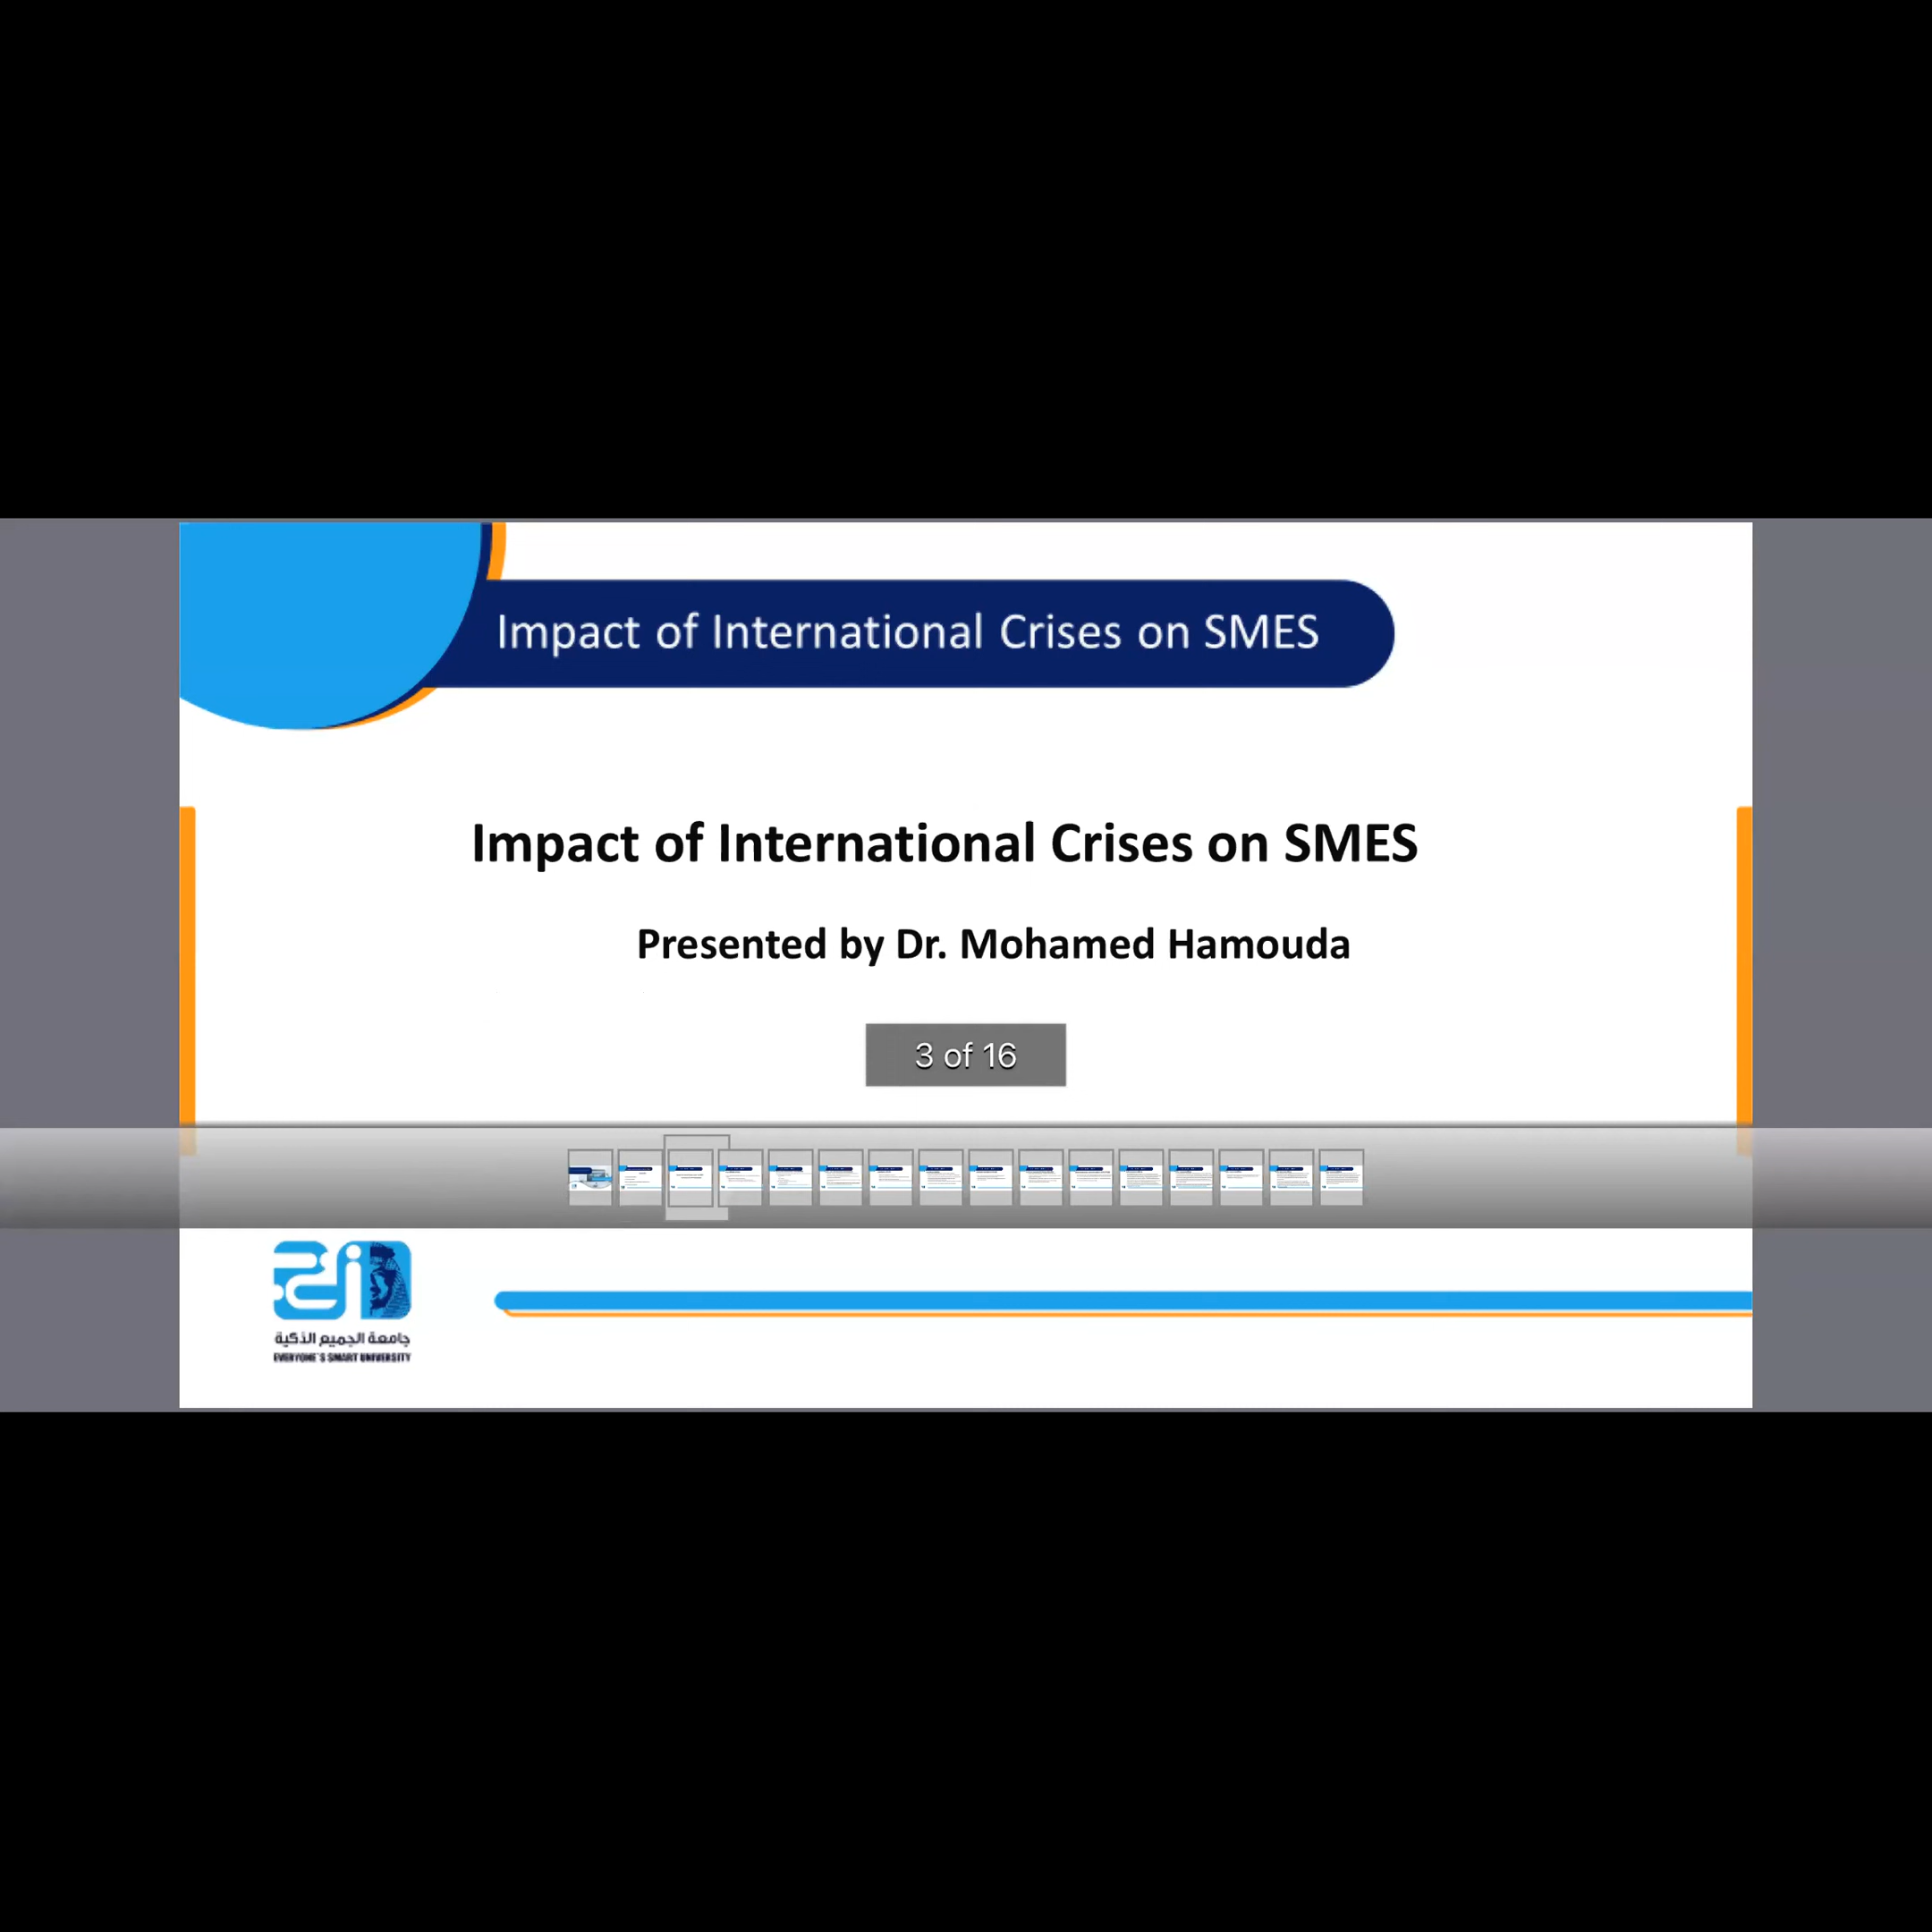 Impact of International Crises on SMES
Impact of International Crises on SMES
Presented by Dr. Mohamed Hamouda
3 of 16
جامعة الجميع الذكية
EVERYONE'S SMART UNIVERSITY